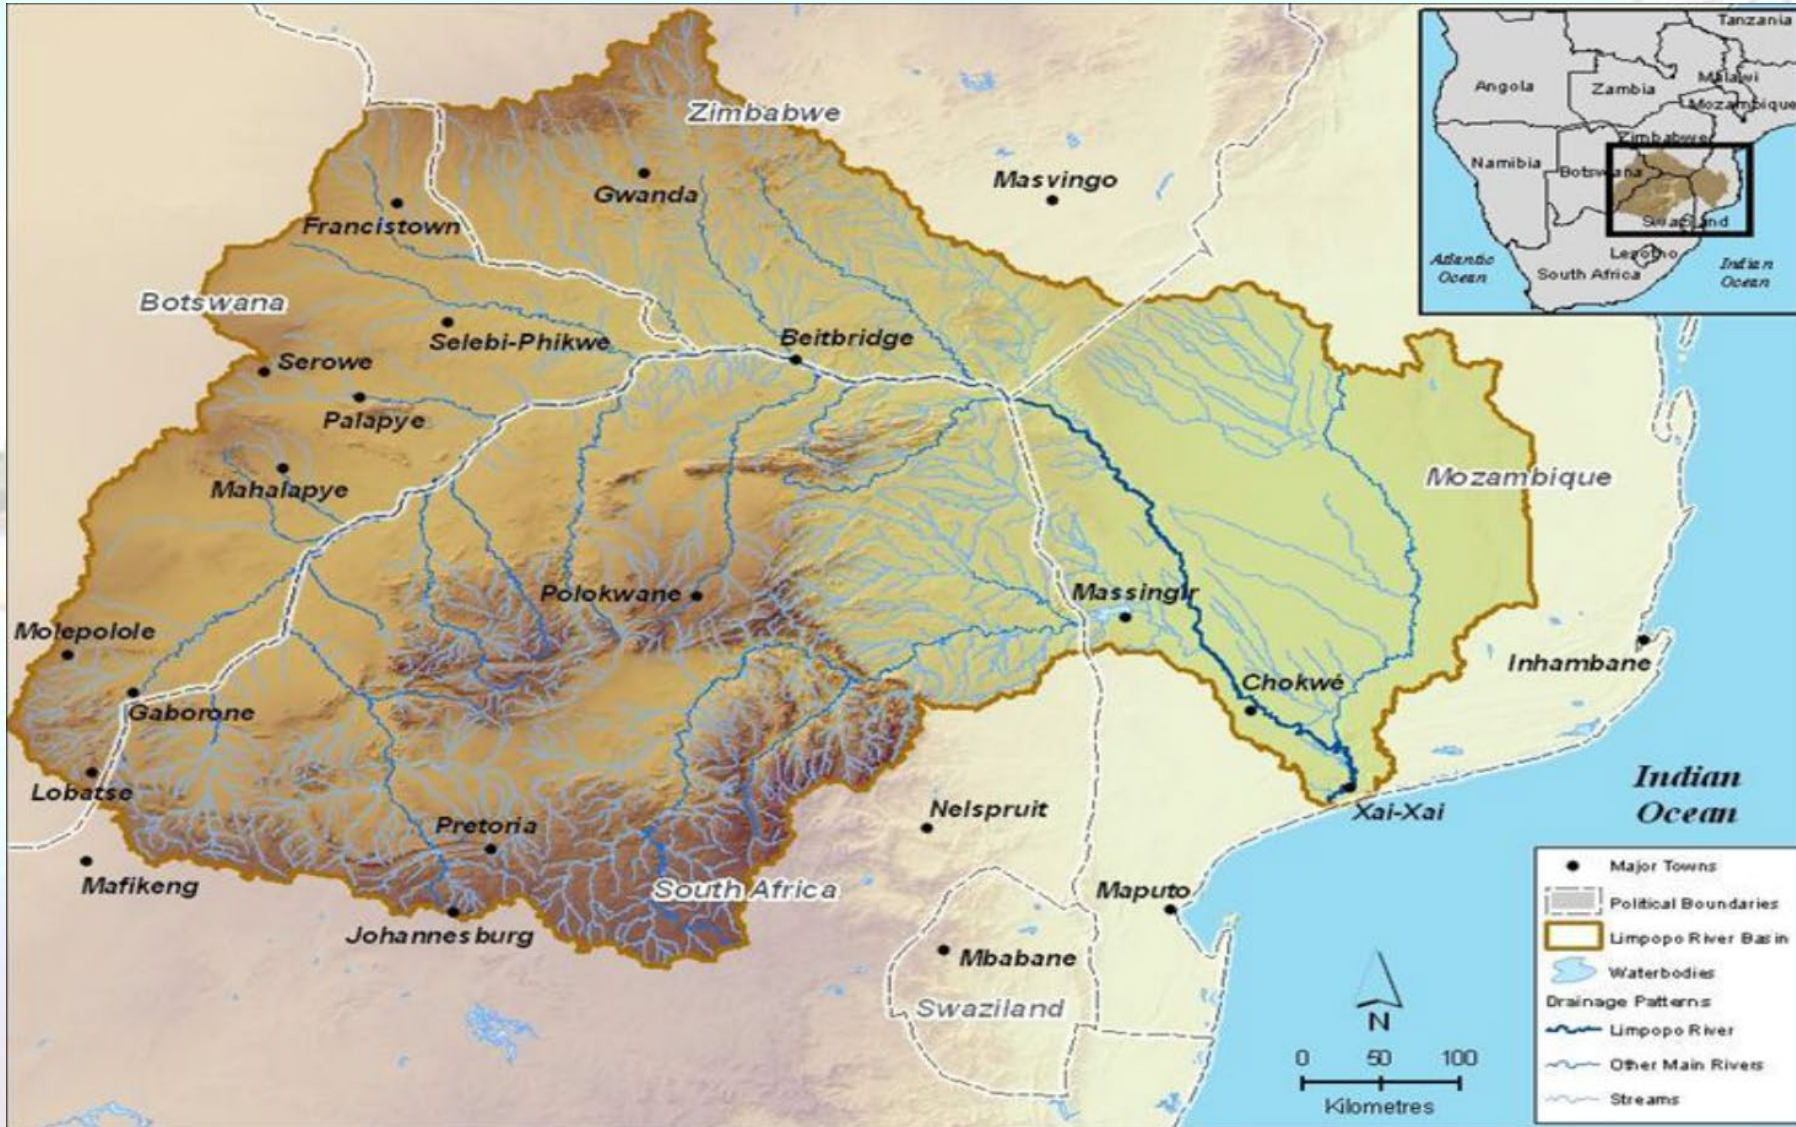 Zimbabwe
Masvingo
Gwanda
Francistown
Botswana
Selebi-Phikwe
Beitbridge
Serowe
Palapye
Mahalapye
Mozambique
Polokwane
Massingir
Molepolole
Inhambane
Chokwé
Gaborone
Lobatse
Xai-Xai
Indian
Ocean
Nelspruit
Pretoria
Mafikeng
South Africa
Maputo
Johannesburg
Mbabane
Swaziland
Tanzania
Angola
Zambia
Malawi
Mozambique
Zimbabwe
Namibia
Botswana
Swaziland
Lesotho
South Africa
Atlantic
Ocean
Indian
Ocean
N
0 50 100
Kilometres
Major Towns
Political Boundaries
Limpopo River Basin
Waterbodies
Drainage Patterns
Limpopo River
Other Main Rivers
Streams